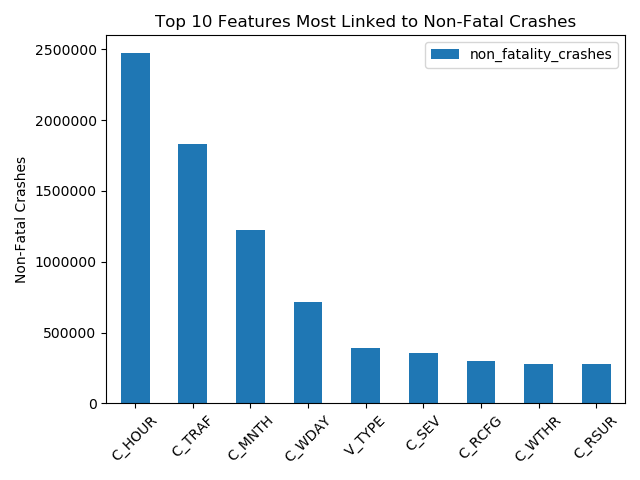 Top 10 Features Most Linked to Non-Fatal Crashes
non_fatality_crashes
Non-Fatal Crashes
2500000
2000000
1500000
1000000
500000
0
C_HOUR
C_TRAF
C_MNTH
C_WDAY
V_TYPE
C_SEV
C_RCFG
C_WTHR
C_RSUR